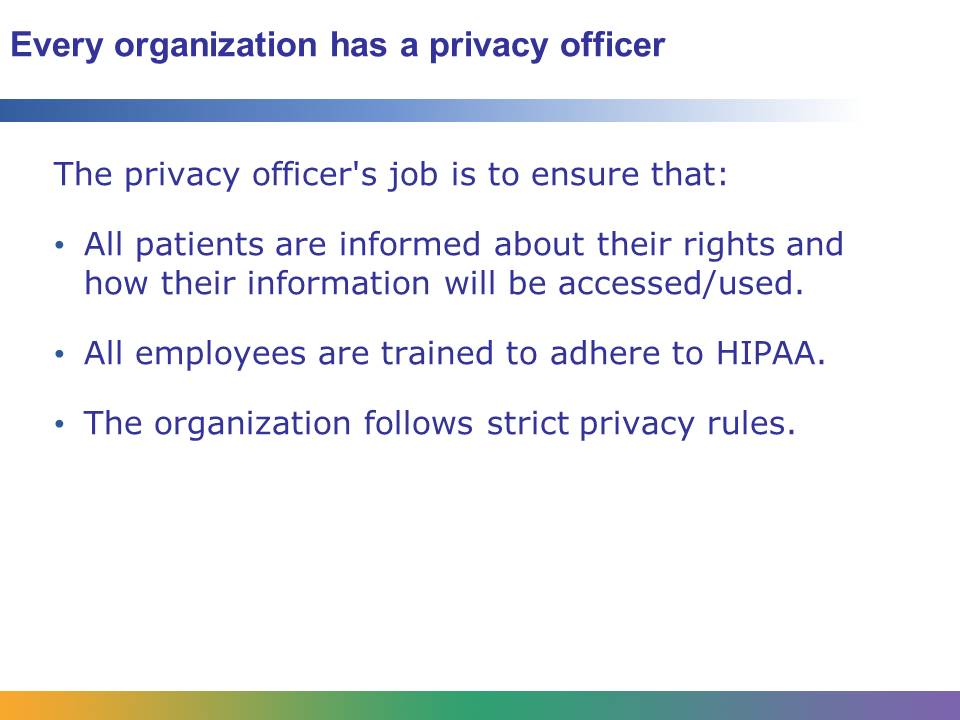 Every organization has a privacy officer
The privacy officer's job is to ensure that:
• All patients are informed about their rights and
how their information will be accessed/used.
• All employees are trained to adhere to HIPAA.
• The organization follows strict privacy rules.